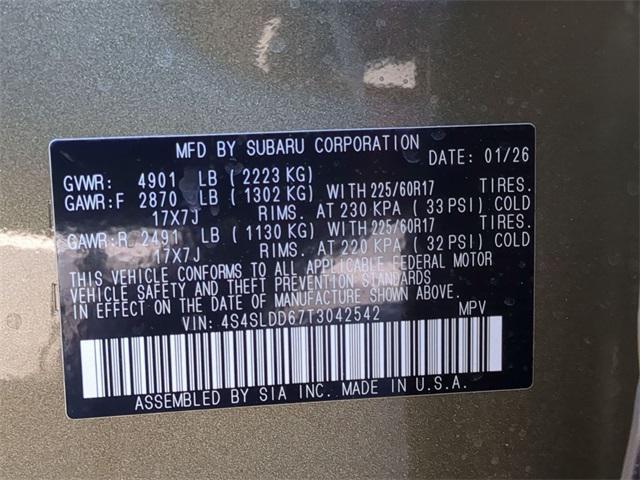 MFD BY SUBARU CORPORATION
DATE: 01/26
GVWR: 4901 LB (2223 KG)
GAWR:F 2870 LB (1302 KG) WITH 225/60R17 TIRES.
17X7J RIMS. AT 230 KPA (33 PSI) COLD
GAWR:R 2491 LB (1130 KG) WITH 225/60R17 TIRES.
17X7J RIMS. AT 220 KPA (32 PSI) COLD
THIS VEHICLE CONFORMS TO ALL APPLICABLE FEDERAL MOTOR
VEHICLE SAFETY AND THEFT PREVENTION STANDARDS
IN EFFECT ON THE DATE OF MANUFACTURE SHOWN ABOVE.
VIN: 4S4SLDD67T3042542 MPV
ASSEMBLED BY SIA INC. MADE IN U.S.A.